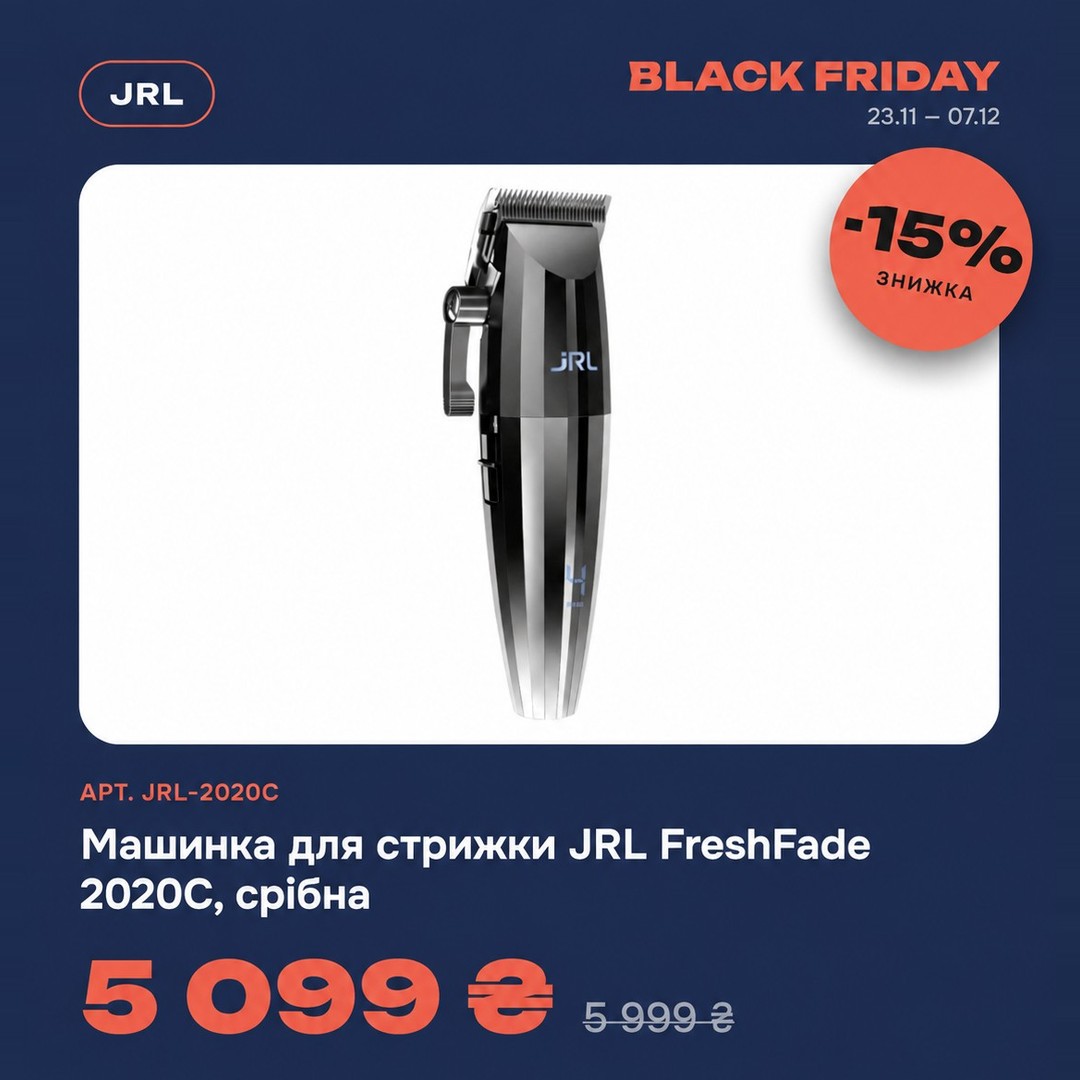 JRL
BLACK FRIDAY
23.11 – 07.12
-15%
ЗНИЖКА
JRL
АРТ. JRL-2020C
Машинка для стрижки JRL FreshFade
2020C, срібна
5 099 ₴
5 999 ₴